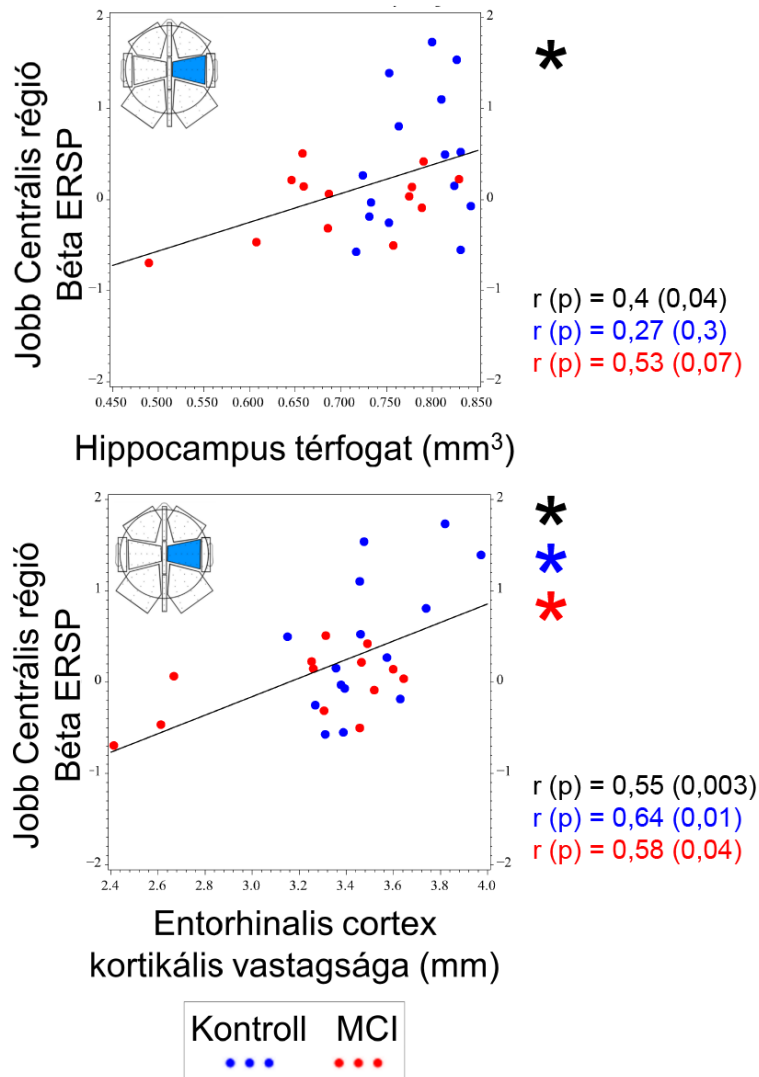 Jobb Centrális régió
Béta ERSP
2
1
0
−1
−2
2
1
0
−1
−2
0.450 0.500 0.550 0.600 0.650 0.700 0.750 0.800 0.850
Hippocampus térfogat (mm³)
*
r (p) = 0,4 (0,04)
r (p) = 0,27 (0,3)
r (p) = 0,53 (0,07)
Jobb Centrális régió
Béta ERSP
2
1
0
−1
−2
2
1
0
−1
−2
2.4 2.6 2.8 3.0 3.2 3.4 3.6 3.8 4.0
Entorhinalis cortex
kortikális vastagsága (mm)
*
*
*
r (p) = 0,55 (0,003)
r (p) = 0,64 (0,01)
r (p) = 0,58 (0,04)
Kontroll MCI